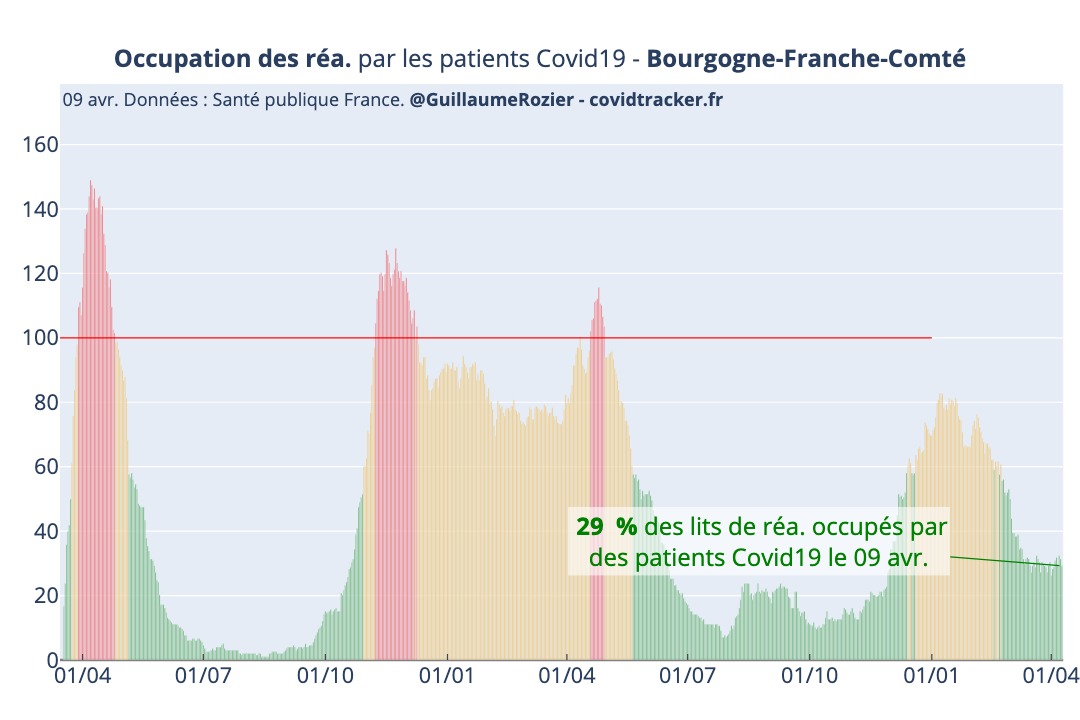 Occupation des réa. par les patients Covid19 - Bourgogne-Franche-Comté
09 avr. Données : Santé publique France. @GuillaumeRozier - covidtracker.fr
160
140
120
100
80
60
40
20
0
29 % des lits de réa. occupés par
des patients Covid19 le 09 avr.
01/04 01/07 01/10 01/01 01/04 01/07 01/10 01/01 01/04